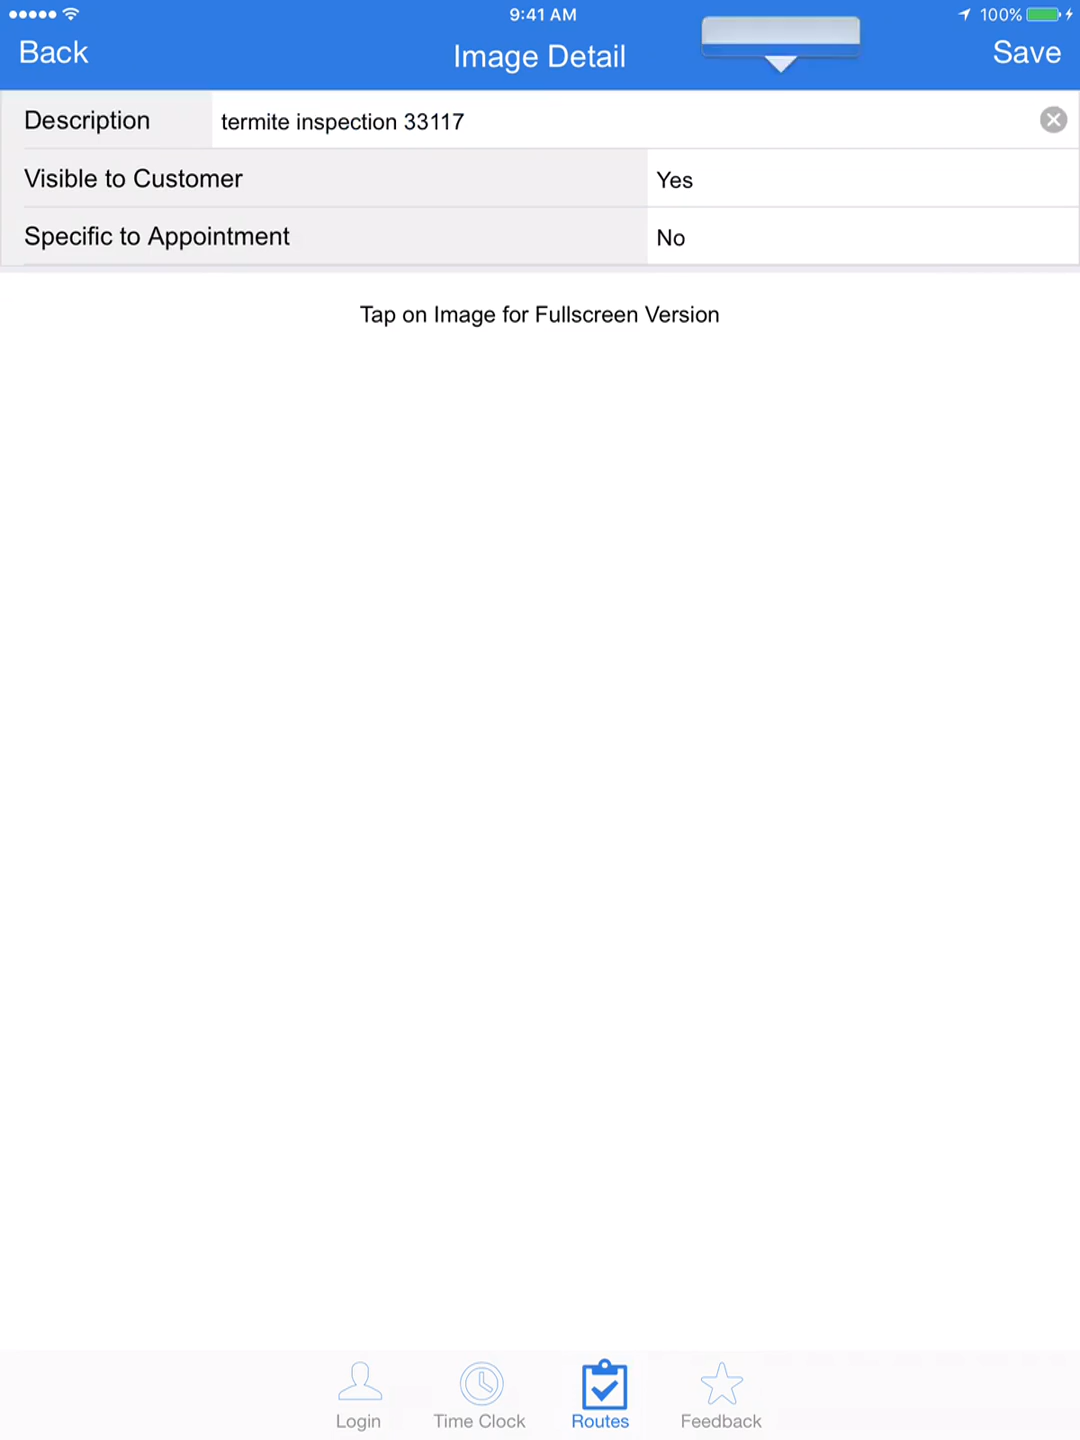 9:41 AM
100%
Back
Image Detail
Save
Description
termite inspection 33117
Visible to Customer
Yes
Specific to Appointment
No
Tap on Image for Fullscreen Version
Login
Time Clock
Routes
Feedback